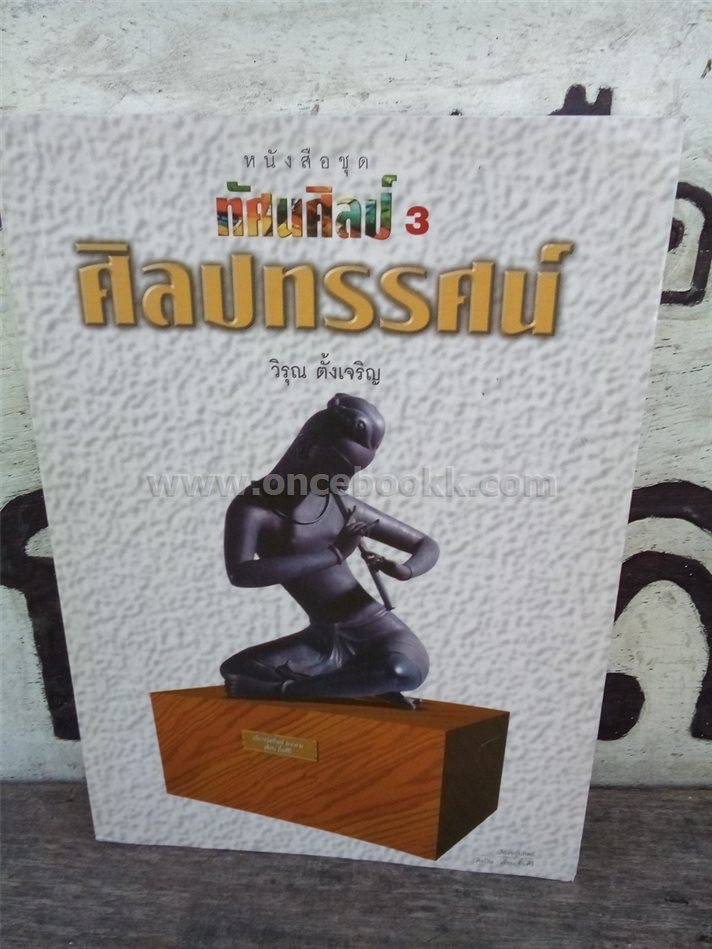 หนังสือชุด
ทัศนศิลป์ 3
ศิลปทรรศน์
วิรุณ ตั้งเจริญ
www.oncebookk.com